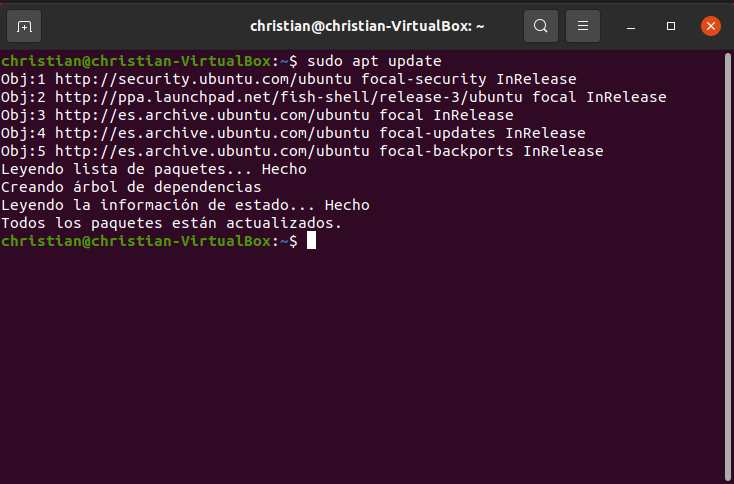 christian@christian-VirtualBox: ~
christian@christian-VirtualBox:~$ sudo apt update
Obj:1 http://security.ubuntu.com/ubuntu focal-security InRelease
Obj:2 http://ppa.launchpad.net/fish-shell/release-3/ubuntu focal InRelease
Obj:3 http://es.archive.ubuntu.com/ubuntu focal InRelease
Obj:4 http://es.archive.ubuntu.com/ubuntu focal-updates InRelease
Obj:5 http://es.archive.ubuntu.com/ubuntu focal-backports InRelease
Leyendo lista de paquetes... Hecho
Creando árbol de dependencias
Leyendo la información de estado... Hecho
Todos los paquetes están actualizados.
christian@christian-VirtualBox:~$